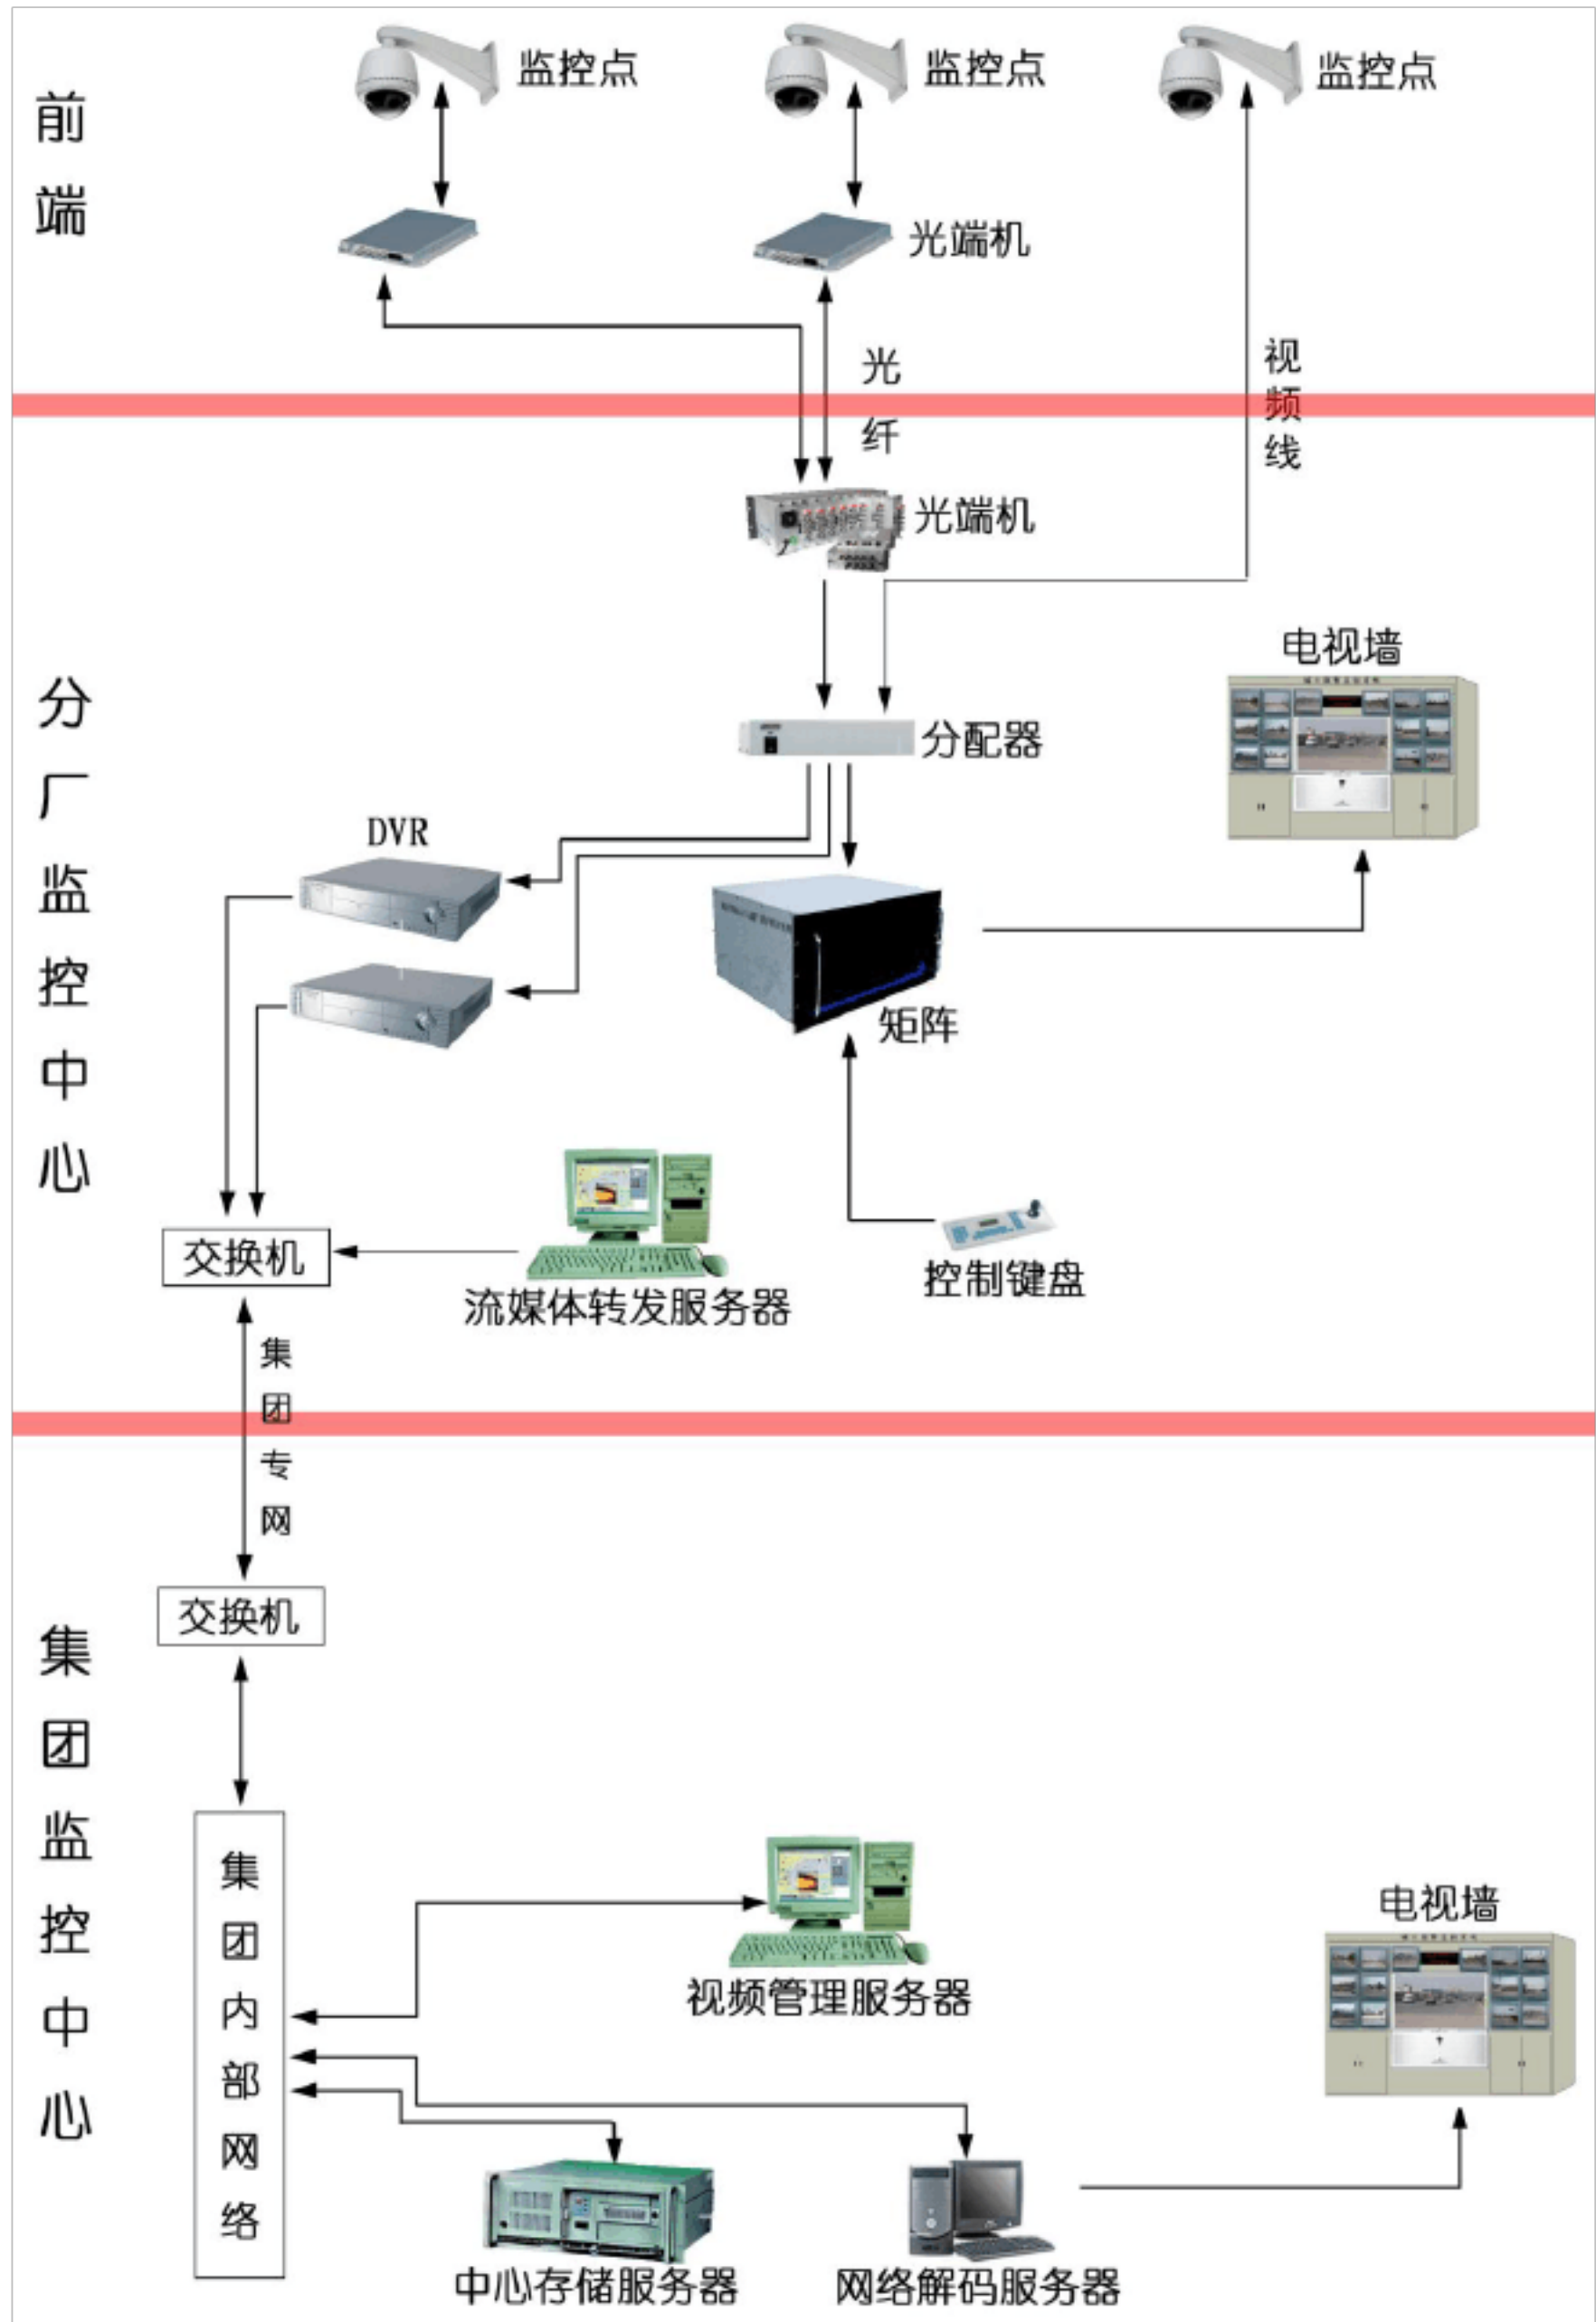 前端
监控点
监控点
监控点
光端机
光纤
视频线
光端机
分厂监控中心
电视墙
分配器
DVR
矩阵
交换机
流媒体转发服务器
控制键盘
集团专网
集团监控中心
交换机
集团内部网络
视频管理服务器
电视墙
中心存储服务器
网络解码服务器